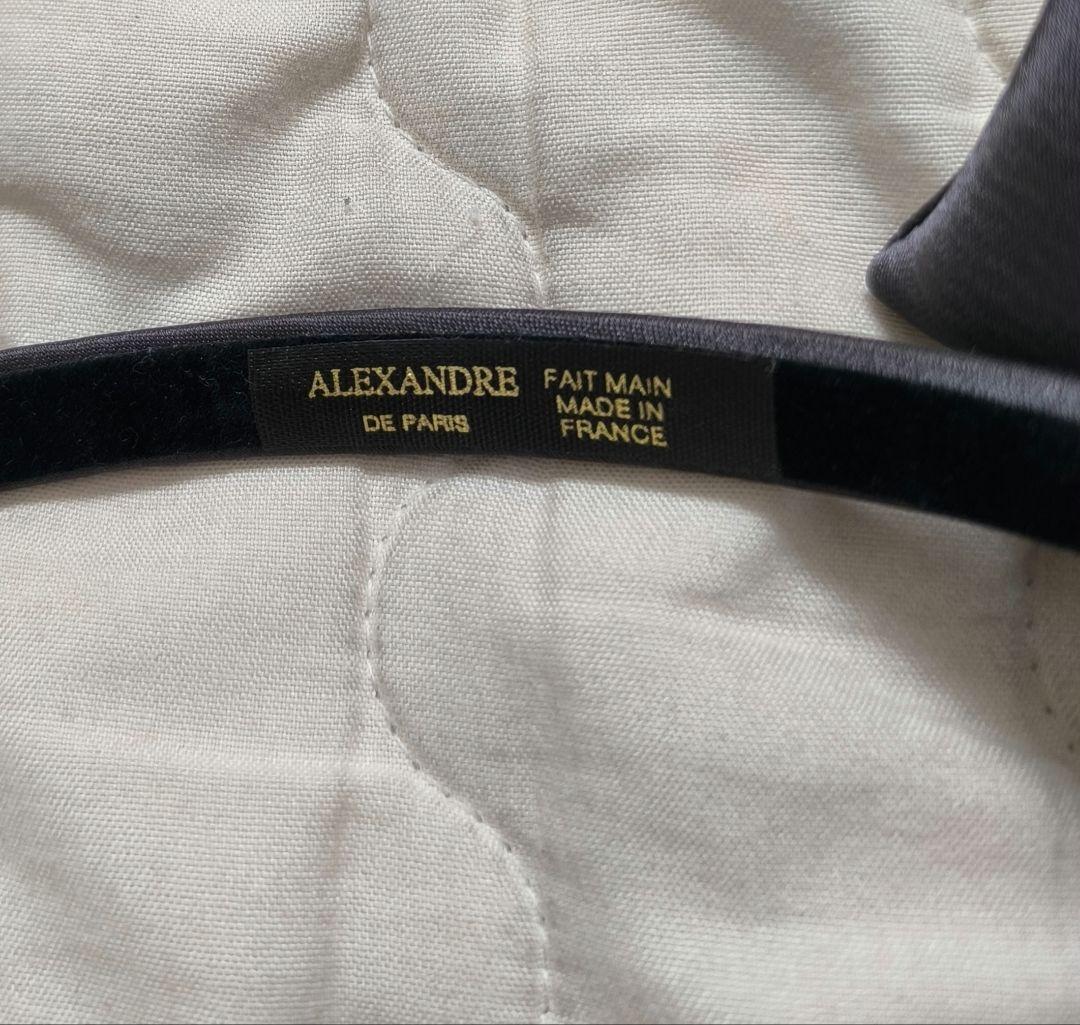 ALEXANDRE
DE PARIS
FAIT MAIN
MADE IN
FRANCE